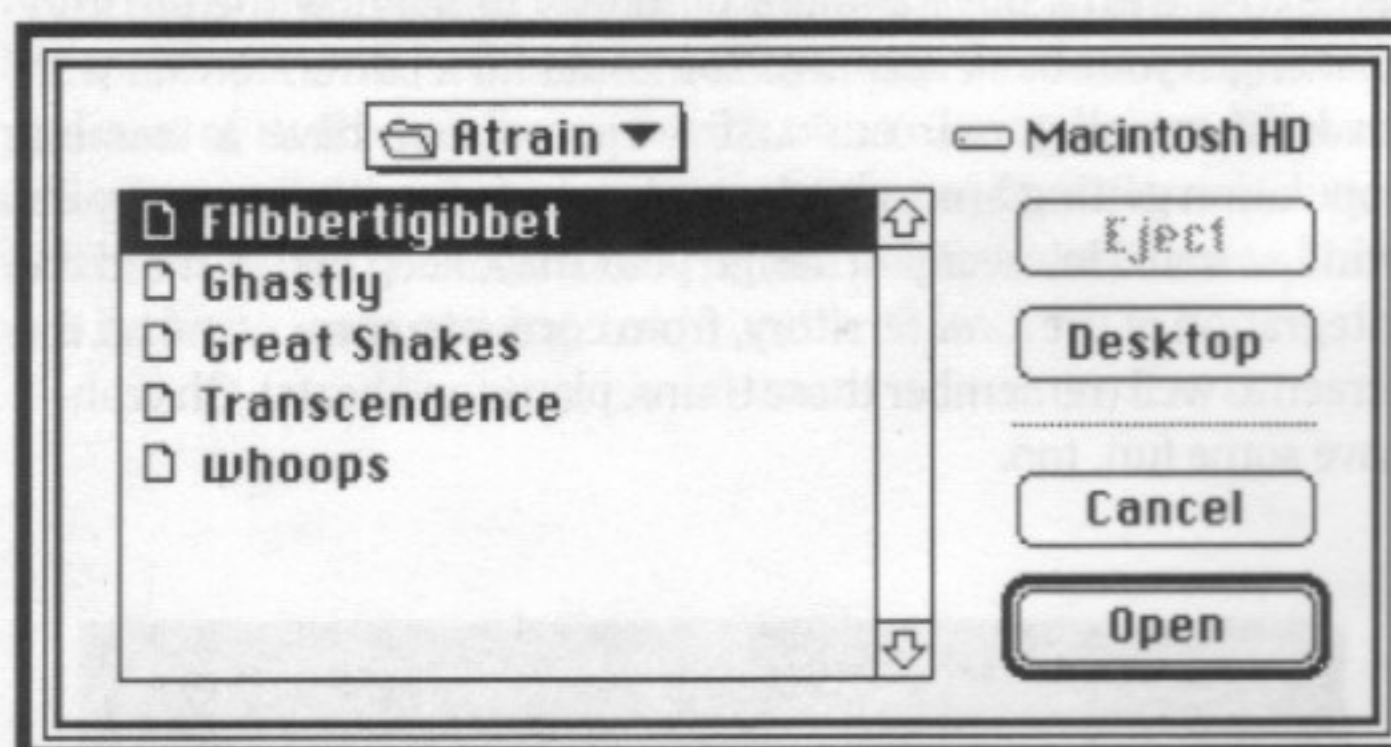 Atrain
Macintosh HD
Flibbertigibbet
Ghastly
Great Shakes
Transcendence
whoops
Eject
Desktop
Cancel
Open